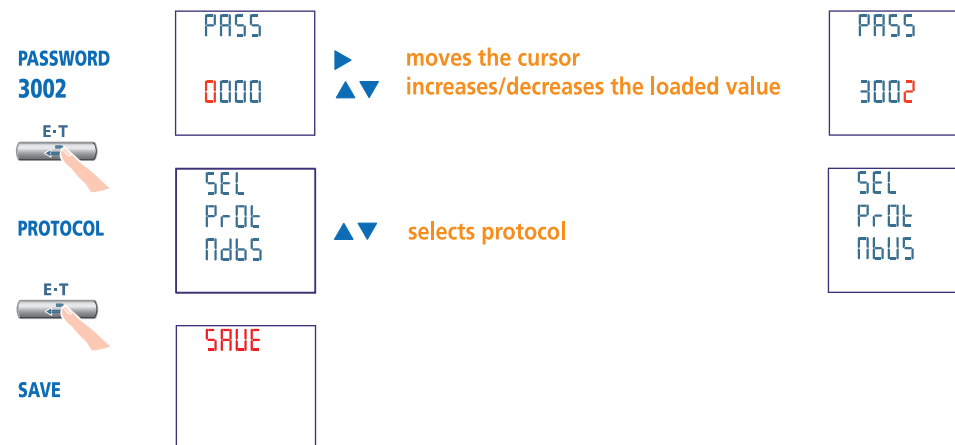 PASS
PASS
PASSWORD
3002
0000
▶ moves the cursor
▲▼ increases/decreases the loaded value
3002
E·T
SEL
Prot
MdbS
PROTOCOL
▲▼ selects protocol
SEL
Prot
MbUS
E·T
SAVE
SAVE